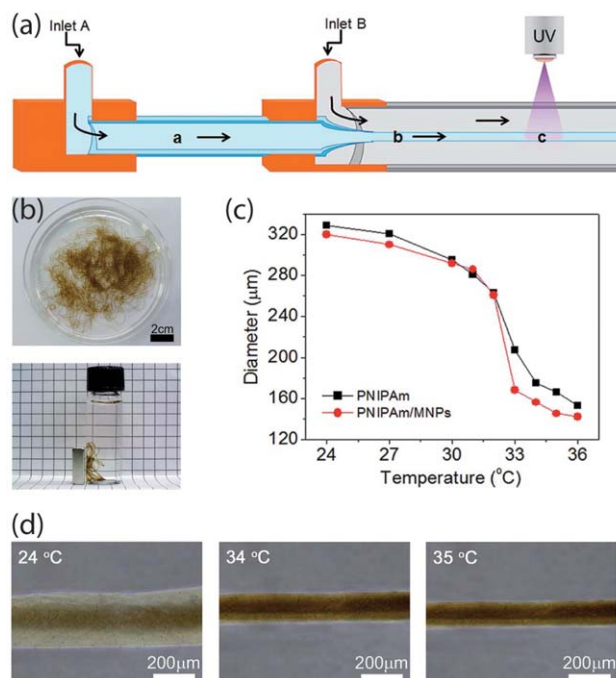 (a)
Inlet A
Inlet B
UV
a
b
c
(b)
2cm
(c)
Diameter (μm)
320
280
240
200
160
120
PNIPAm
PNIPAm/MNPs
24 27 30 33 36
Temperature (°C)
(d)
24 °C
200μm
34 °C
200μm
35 °C
200μm